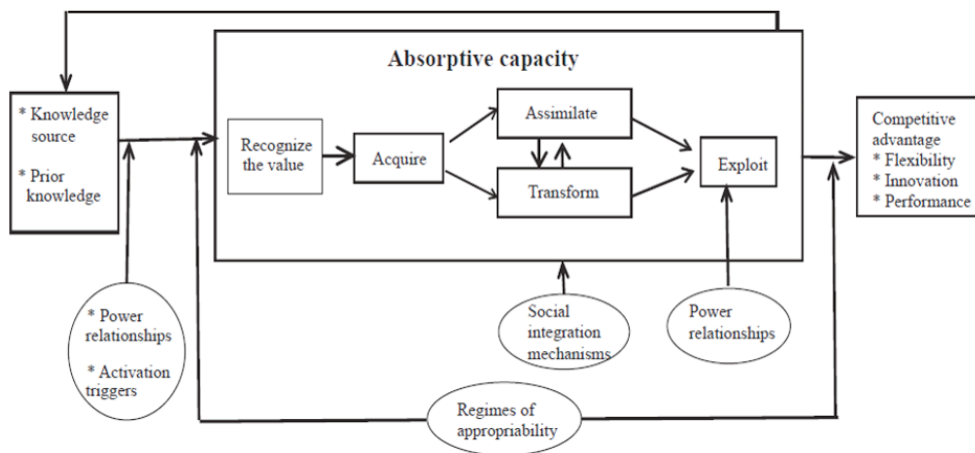 Absorptive capacity
* Knowledge
source
* Prior
knowledge
Recognize
the value
Acquire
Assimilate
Transform
Exploit
Competitive
advantage
* Flexibility
* Innovation
* Performance
* Power
relationships
* Activation
triggers
Social
integration
mechanisms
Power
relationships
Regimes of
appropriability